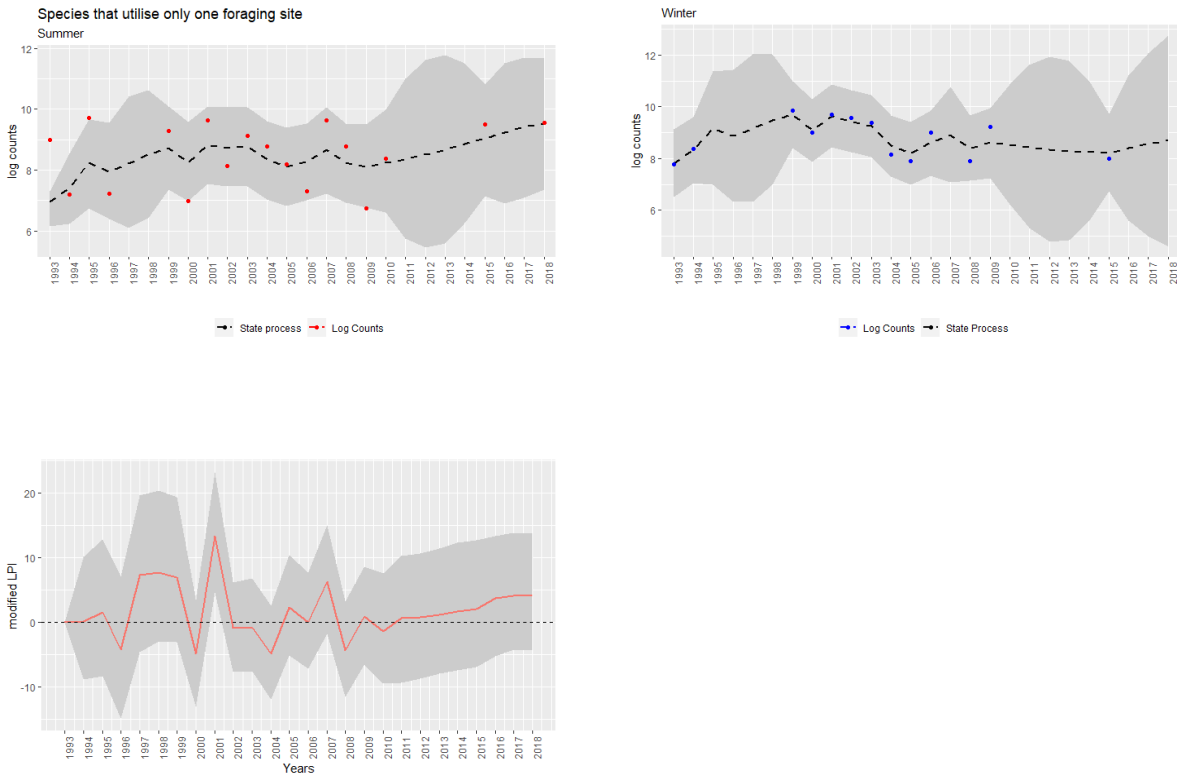 Species that utilise only one foraging site
Summer
12
10
8
6
log counts
1993 1994 1995 1996 1997 1998 1999 2000 2001 2002 2003 2004 2005 2006 2007 2008 2009 2010 2011 2012 2013 2014 2015 2016 2017 2018
State process Log Counts
Winter
12
10
8
6
log counts
1993 1994 1995 1996 1997 1998 1999 2000 2001 2002 2003 2004 2005 2006 2007 2008 2009 2010 2011 2012 2013 2014 2015 2016 2017 2018
Log Counts State Process
20
10
0
-10
modified LPI
1993 1994 1995 1996 1997 1998 1999 2000 2001 2002 2003 2004 2005 2006 2007 2008 2009 2010 2011 2012 2013 2014 2015 2016 2017 2018
Years